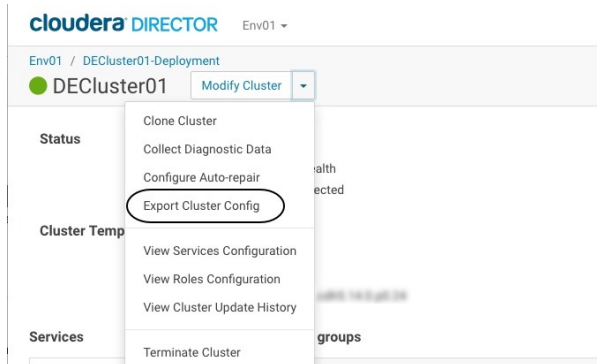 cloudera DIRECTOR Env01
Env01 / DECluster01-Deployment
DECluster01 Modify Cluster
Clone Cluster
Status
Collect Diagnostic Data
ealth
Configure Auto-repair
ected
Export Cluster Config
Cluster Temp
View Services Configuration
View Roles Configuration
View Cluster Update History
Services
groups
Terminate Cluster